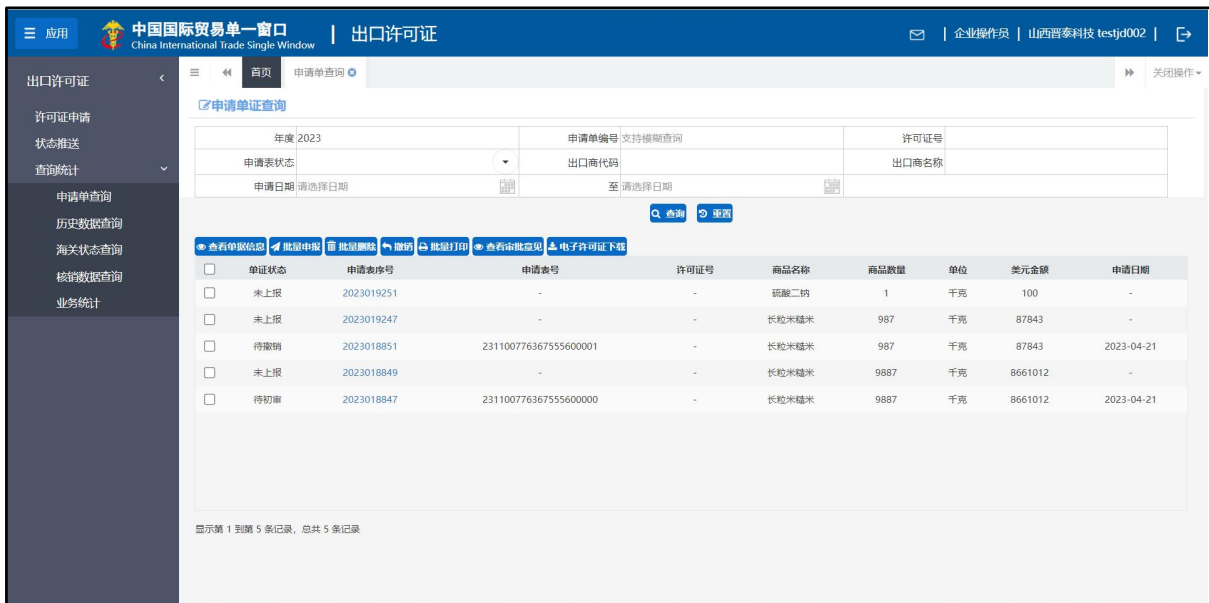 应用 中国国际贸易单一窗口 | 出口许可证 | 企业操作员 | 山西晋泰科技 testjd002 |
China International Trade Single Window
出口许可证
首页 申请单查询 关闭操作
许可证申请
状态推送
查询统计
申请单查询
历史数据查询
海关状态查询
核销数据查询
业务统计
申请单证查询
年度 2023 申请单编号 支持模糊查询 许可证号
申请表状态 出口商代码 出口商名称
申请日期 请选择日期 至 请选择日期
查询 重置
查看单据信息 批量申报 批量删除 撤销 批量打印 查看审批意见 电子许可证下载
单证状态 申请表序号 申请表号 许可证号 商品名称 商品数量 单位 美元金额 申请日期
未上报 2023019251 - - 硫酸二钠 1 千克 100 -
未上报 2023019247 - - 长粒米糙米 987 千克 87843 -
待撤销 2023018851 231100776367555600001 - 长粒米糙米 987 千克 87843 2023-04-21
未上报 2023018849 - - 长粒米糙米 9887 千克 8661012 -
待初审 2023018847 231100776367555600000 - 长粒米糙米 9887 千克 8661012 2023-04-21
显示第 1 到第 5 条记录，总共 5 条记录